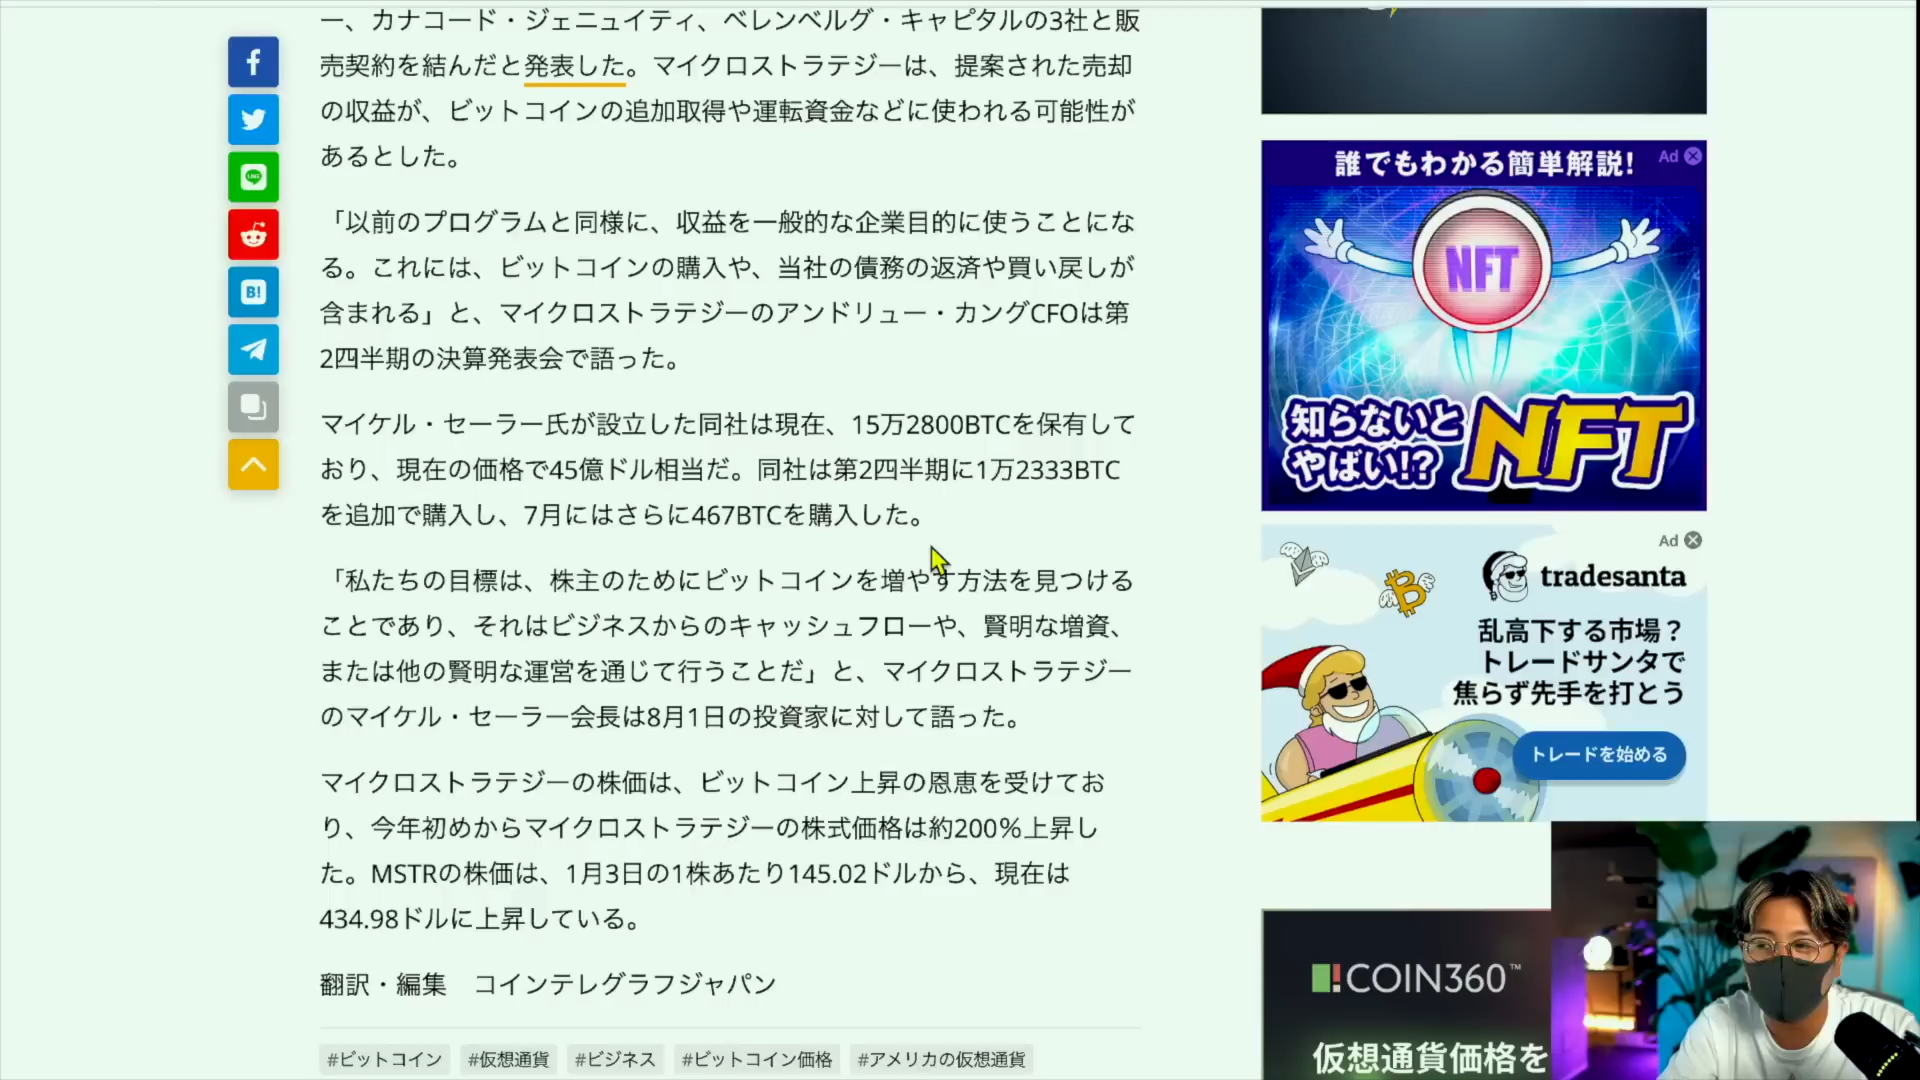 ー、カナコード・ジェニュイティ、ベレンベルグ・キャピタルの3社と販
売契約を結んだと発表した。マイクロストラテジーは、提案された売却
の収益が、ビットコインの追加取得や運転資金などに使われる可能性が
あるとした。
「以前のプログラムと同様に、収益を一般的な企業目的に使うことにな
る。これには、ビットコインの購入や、当社の債務の返済や買い戻しが
含まれる」と、マイクロストラテジーのアンドリュー・カングCFOは第
2四半期の決算発表会で語った。
マイケル・セーラー氏が設立した同社は現在、15万2800BTCを保有して
おり、現在の価格で45億ドル相当だ。同社は第2四半期に1万2333BTC
を追加で購入し、7月にはさらに467BTCを購入した。
「私たちの目標は、株主のためにビットコインを増やす方法を見つける
ことであり、それはビジネスからのキャッシュフローや、賢明な増資、
または他の賢明な運営を通じて行うことだ」と、マイクロストラテジー
のマイケル・セーラー会長は8月1日の投資家に対して語った。
マイクロストラテジーの株価は、ビットコイン上昇の恩恵を受けてお
り、今年初めからマイクロストラテジーの株式価格は約200％上昇し
た。MSTRの株価は、1月3日の1株あたり145.02ドルから、現在は
434.98ドルに上昇している。
翻訳・編集　コインテレグラフジャパン
#ビットコイン #仮想通貨 #ビジネス #ビットコイン価格 #アメリカの仮想通貨
f
LINE
B!
誰でもわかる簡単解説!
Ad
NFT
知らないと
やばい!?
NFT
Ad
tradesanta
乱高下する市場？
トレードサンタで
焦らず先手を打とう
トレードを始める
COIN360™
仮想通貨価格を